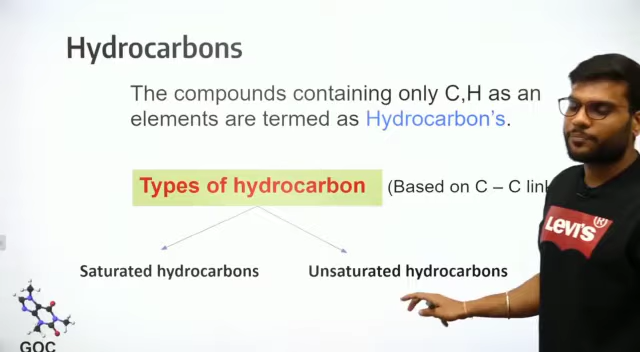 Hydrocarbons
The compounds containing only C,H as an
elements are termed as Hydrocarbon's.
Types of hydrocarbon (Based on C – C lin
Saturated hydrocarbons Unsaturated hydrocarbons
LEVI'S®
GOC